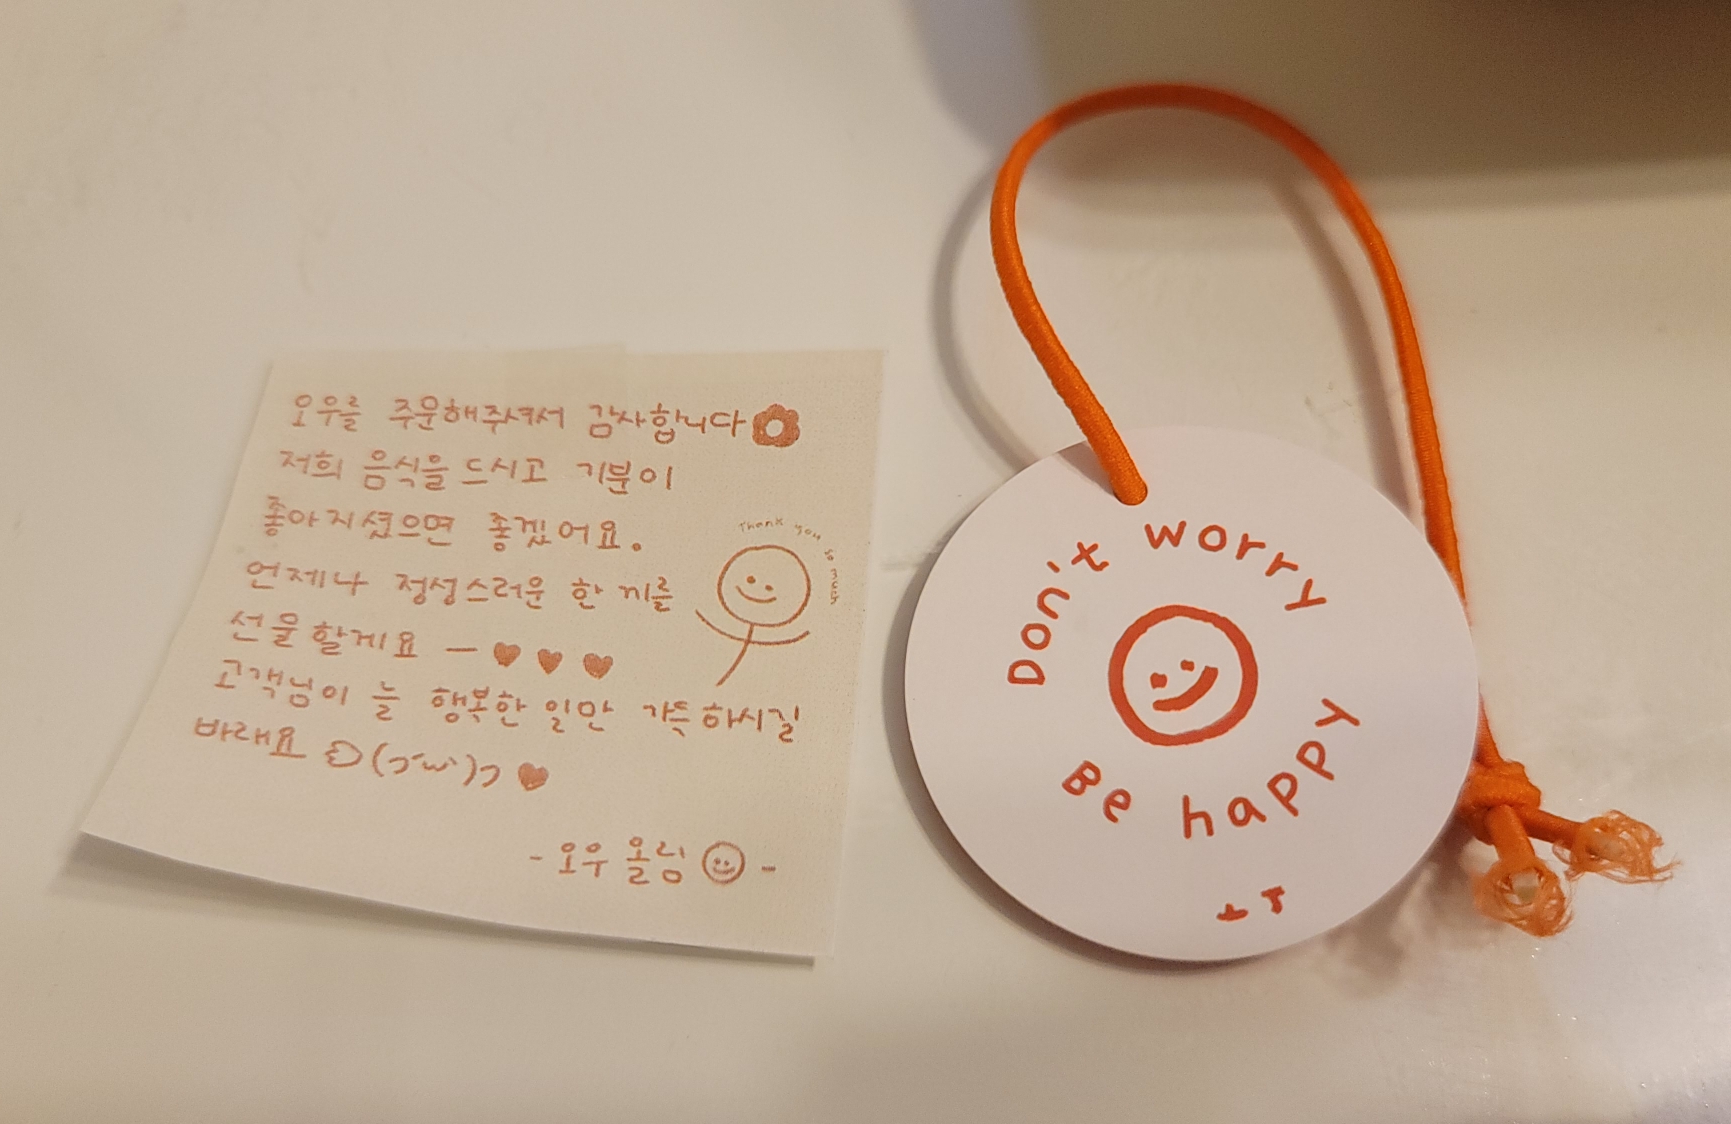 오우를 주문해주셔서 감사합니다
저희 음식을 드시고 기분이
좋아지셨으면 좋겠어요.
언제나 정성스러운 한 끼를
선물할게요 ㅡ♥♥♥
고객님이 늘 행복한 일만 가득하시길
바래요 ♥
- 오우 올림 -
Thank you so much
Don't worry
Be happy